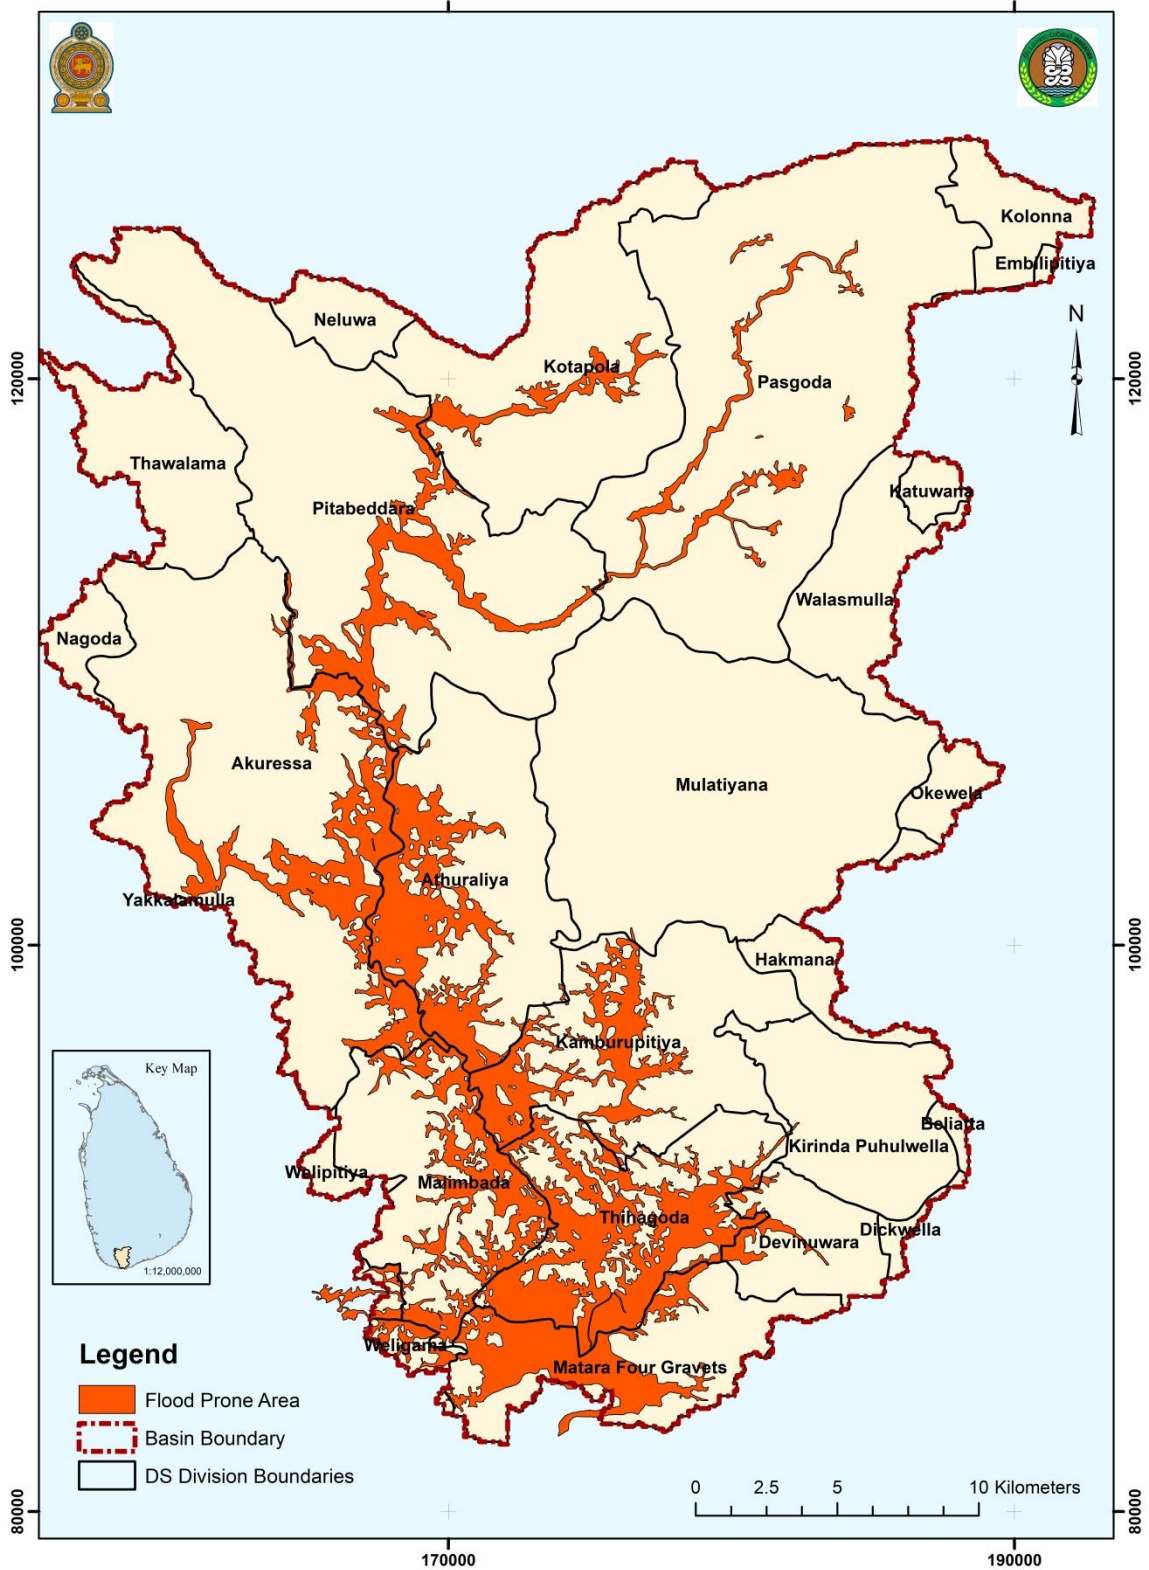 Kolonna
Embilipitiya
N
Neluwa
Kotapola
Pasgoda
120000
120000
Thawalama
Katuwana
Pitabeddara
Walasmulla
Nagoda
Akuressa
Mulatiyana
Okewela
Athuraliya
Yakkalamulla
100000
100000
Hakmana
Kamburupitiya
Key Map
Beliatta
Kirinda Puhulwella
Welipitiya
Malimbada
Thihagoda
Dickwella
Devinuwara
1:12,000,000
Weligama
Legend
Matara Four Gravets
Flood Prone Area
Basin Boundary
DS Division Boundaries
0 2.5 5 10 Kilometers
80000
80000
170000
190000